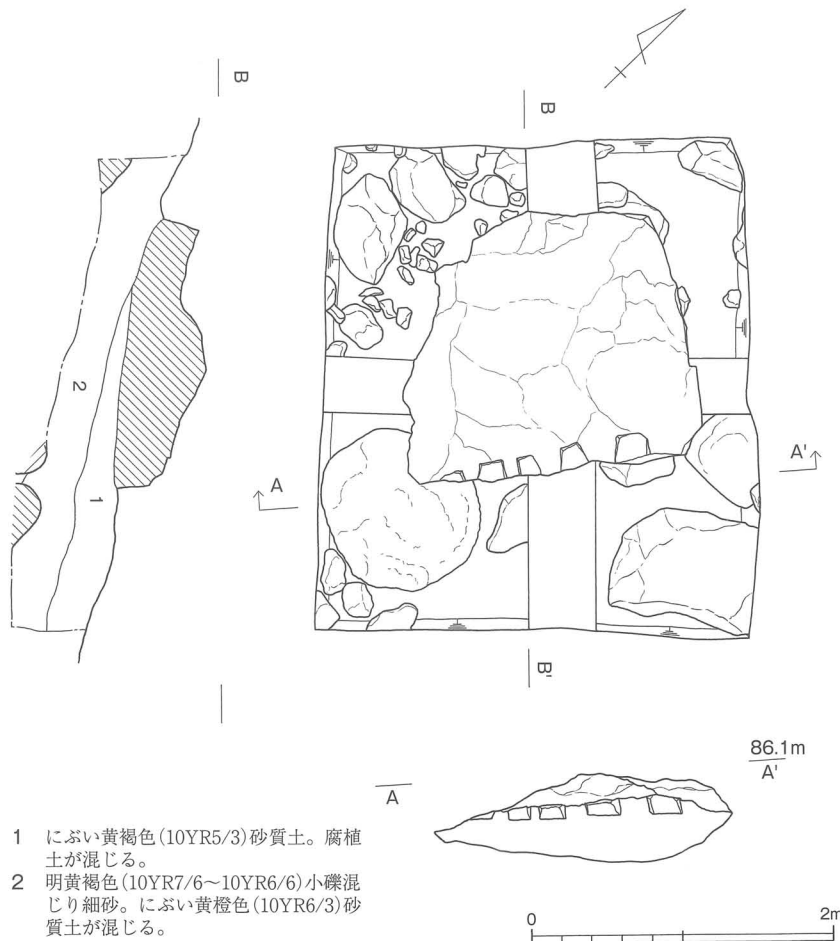 B
B
2
1
A
A'
B'
86.1m
A
A'
1 にぶい黄褐色(10YR5/3)砂質土。腐植
土が混じる。
2 明黄褐色(10YR7/6～10YR6/6)小礫混
じり細砂。にぶい黄橙色(10YR6/3)砂
質土が混じる。
0 2m